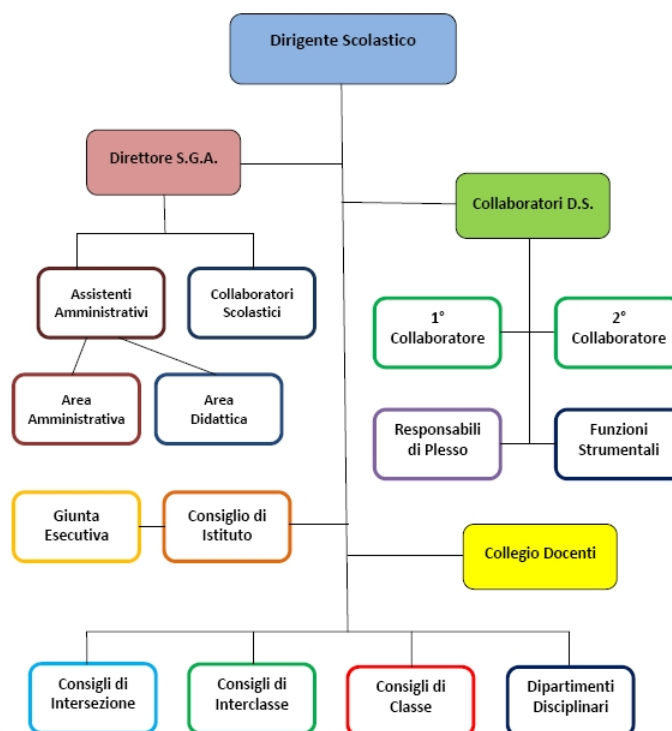 Dirigente Scolastico
Direttore S.G.A.
Collaboratori D.S.
Assistenti
Amministrativi
Collaboratori
Scolastici
1°
Collaboratore
2°
Collaboratore
Area
Amministrativa
Area
Didattica
Responsabili
di Plesso
Funzioni
Strumentali
Giunta
Esecutiva
Consiglio di
Istituto
Collegio Docenti
Consigli di
Intersezione
Consigli di
Interclasse
Consigli di
Classe
Dipartimenti
Disciplinari